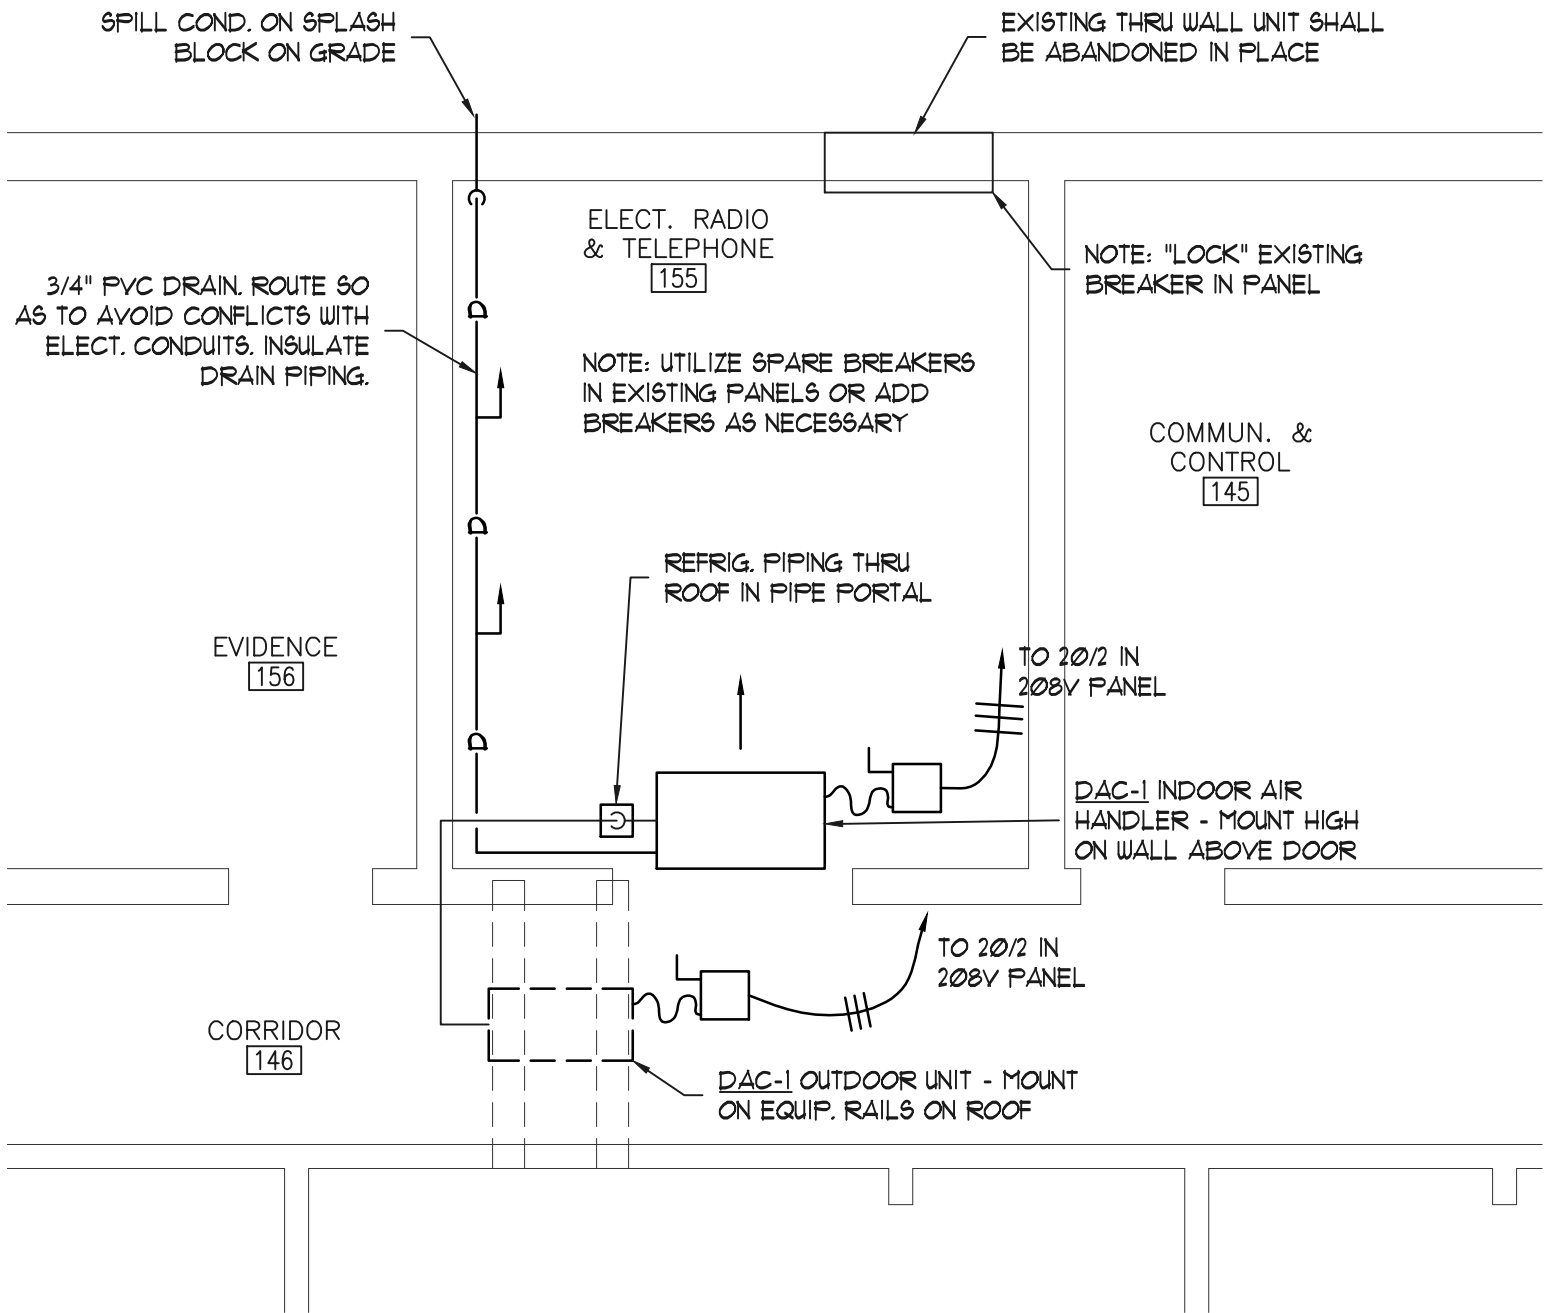 SPILL COND. ON SPLASH
BLOCK ON GRADE
EXISTING THRU WALL UNIT SHALL
BE ABANDONED IN PLACE
ELECT. RADIO
& TELEPHONE
155
NOTE: "LOCK" EXISTING
BREAKER IN PANEL
3/4" PVC DRAIN. ROUTE SO
AS TO AVOID CONFLICTS WITH
ELECT. CONDUITS. INSULATE
DRAIN PIPING.
D
NOTE: UTILIZE SPARE BREAKERS
IN EXISTING PANELS OR ADD
BREAKERS AS NECESSARY
COMMUN. &
CONTROL
145
D
REFRIG. PIPING THRU
ROOF IN PIPE PORTAL
EVIDENCE
156
TO 20/2 IN
208V PANEL
D
DAC-1 INDOOR AIR
HANDLER - MOUNT HIGH
ON WALL ABOVE DOOR
TO 20/2 IN
208V PANEL
CORRIDOR
146
DAC-1 OUTDOOR UNIT - MOUNT
ON EQUIP. RAILS ON ROOF